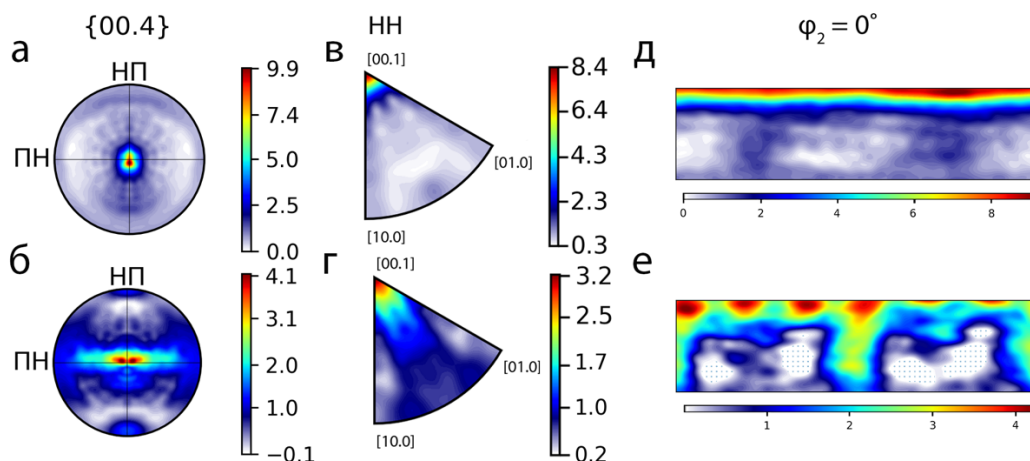 {00.4}
НН
φ₂ = 0°
а
НП
ПН
9.9
7.4
5.0
2.5
0.0
в
[00.1]
[01.0]
[10.0]
8.4
6.4
4.3
2.3
0.3
д
0 2 4 6 8
б
НП
ПН
4.1
3.1
2.0
1.0
−0.1
г
[00.1]
[01.0]
[10.0]
3.2
2.5
1.7
1.0
0.2
е
1 2 3 4